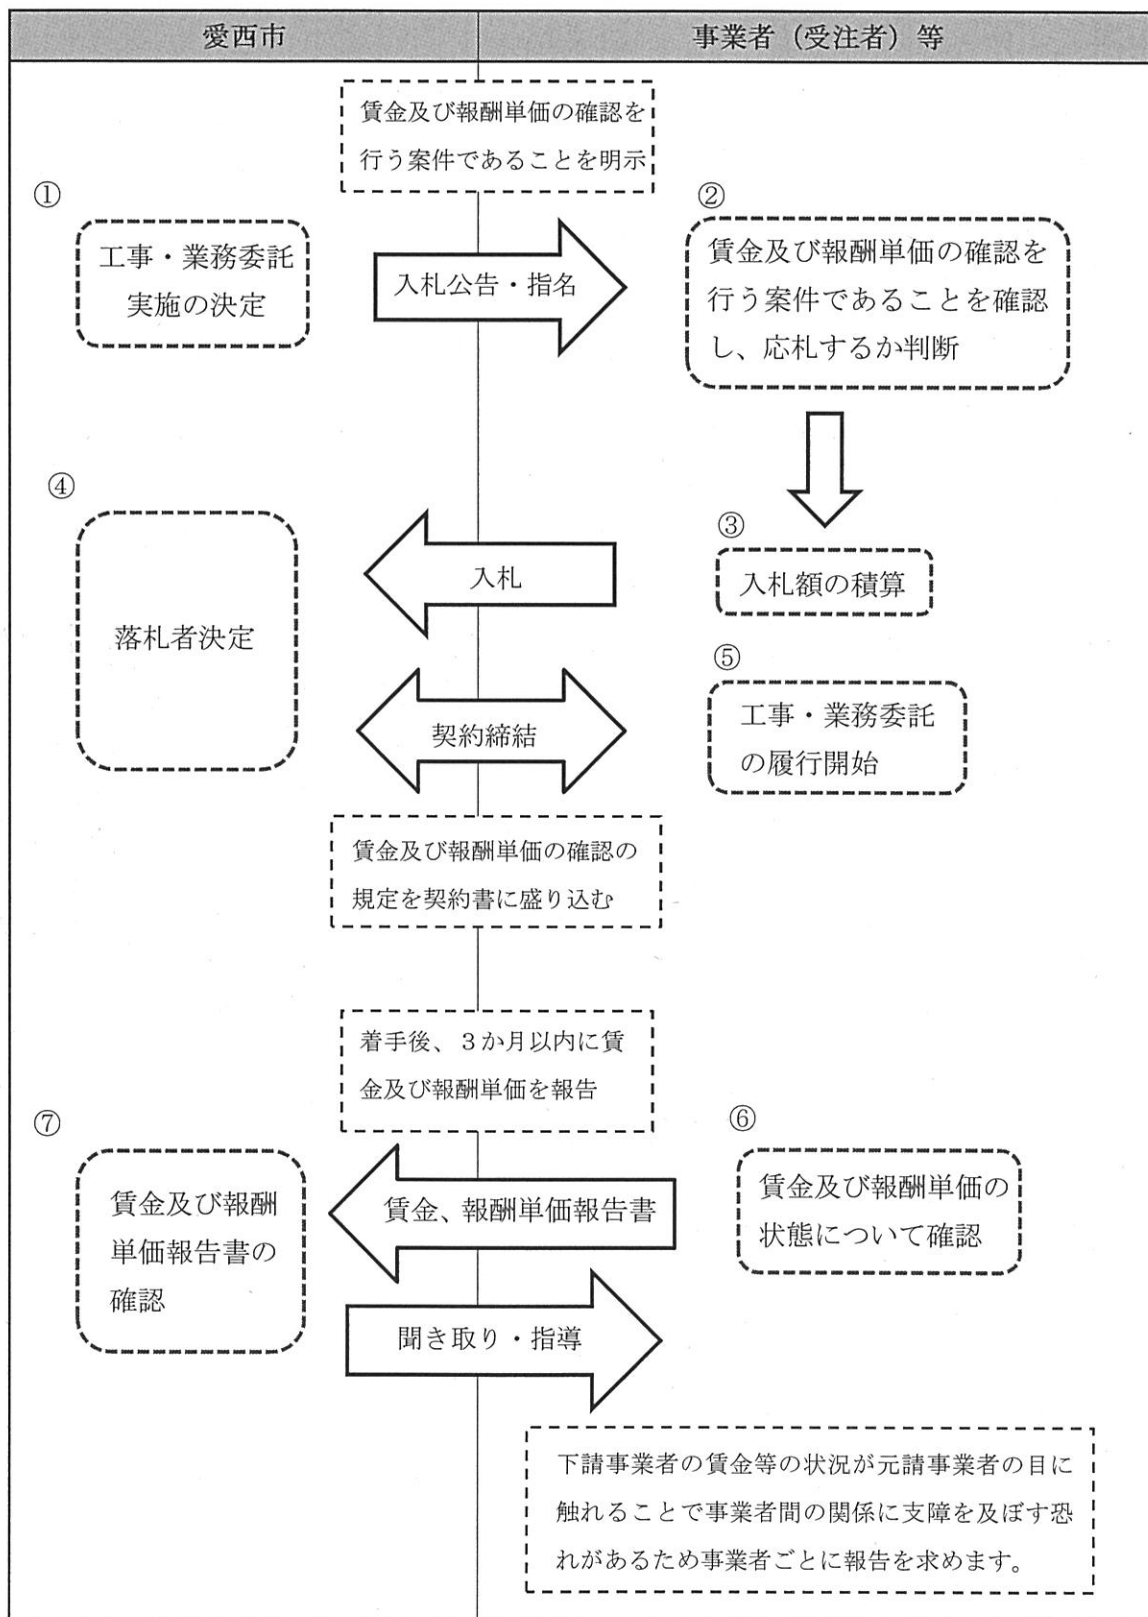 愛西市
事業者（受注者）等
賃金及び報酬単価の確認を
行う案件であることを明示
①
工事・業務委託
実施の決定
入札公告・指名
②
賃金及び報酬単価の確認を
行う案件であることを確認
し、応札するか判断
③
入札額の積算
入札
④
落札者決定
契約締結
⑤
工事・業務委託
の履行開始
賃金及び報酬単価の確認の
規定を契約書に盛り込む
着手後、３か月以内に賃
金及び報酬単価を報告
⑥
賃金及び報酬単価の
状態について確認
賃金、報酬単価報告書
⑦
賃金及び報酬
単価報告書の
確認
聞き取り・指導
下請事業者の賃金等の状況が元請事業者の目に
触れることで事業者間の関係に支障を及ぼす恐
れがあるため事業者ごとに報告を求めます。